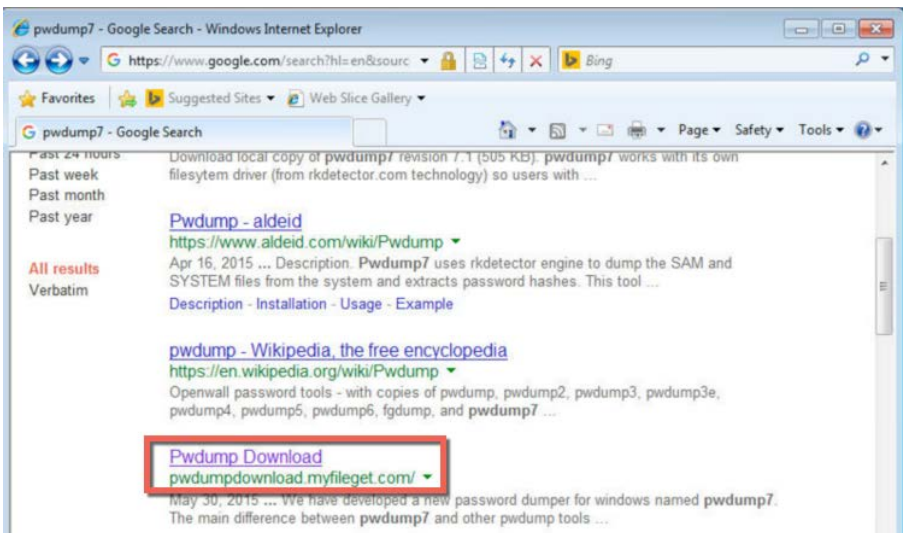 pwdump7 - Google Search - Windows Internet Explorer
https://www.google.com/search?hl=en&sourc
Bing
Favorites
Suggested Sites
Web Slice Gallery
pwdump7 - Google Search
Page
Safety
Tools
Past 24 hours
Past week
Past month
Past year
All results
Verbatim
Download local copy of pwdump7 revision 7.1 (505 KB). pwdump7 works with its own
filesytem driver (from rkdetector.com technology) so users with ...
Pwdump - aldeid
https://www.aldeid.com/wiki/Pwdump
Apr 16, 2015 ... Description. Pwdump7 uses rkdetector engine to dump the SAM and
SYSTEM files from the system and extracts password hashes. This tool ...
Description - Installation - Usage - Example
pwdump - Wikipedia, the free encyclopedia
https://en.wikipedia.org/wiki/Pwdump
Openwall password tools - with copies of pwdump, pwdump2, pwdump3, pwdump3e,
pwdump4, pwdump5, pwdump6, fgdump, and pwdump7 ...
Pwdump Download
pwdumpdownload.myfileget.com/
May 30, 2015 ... We have developed a new password dumper for windows named pwdump7.
The main difference between pwdump7 and other pwdump tools ...